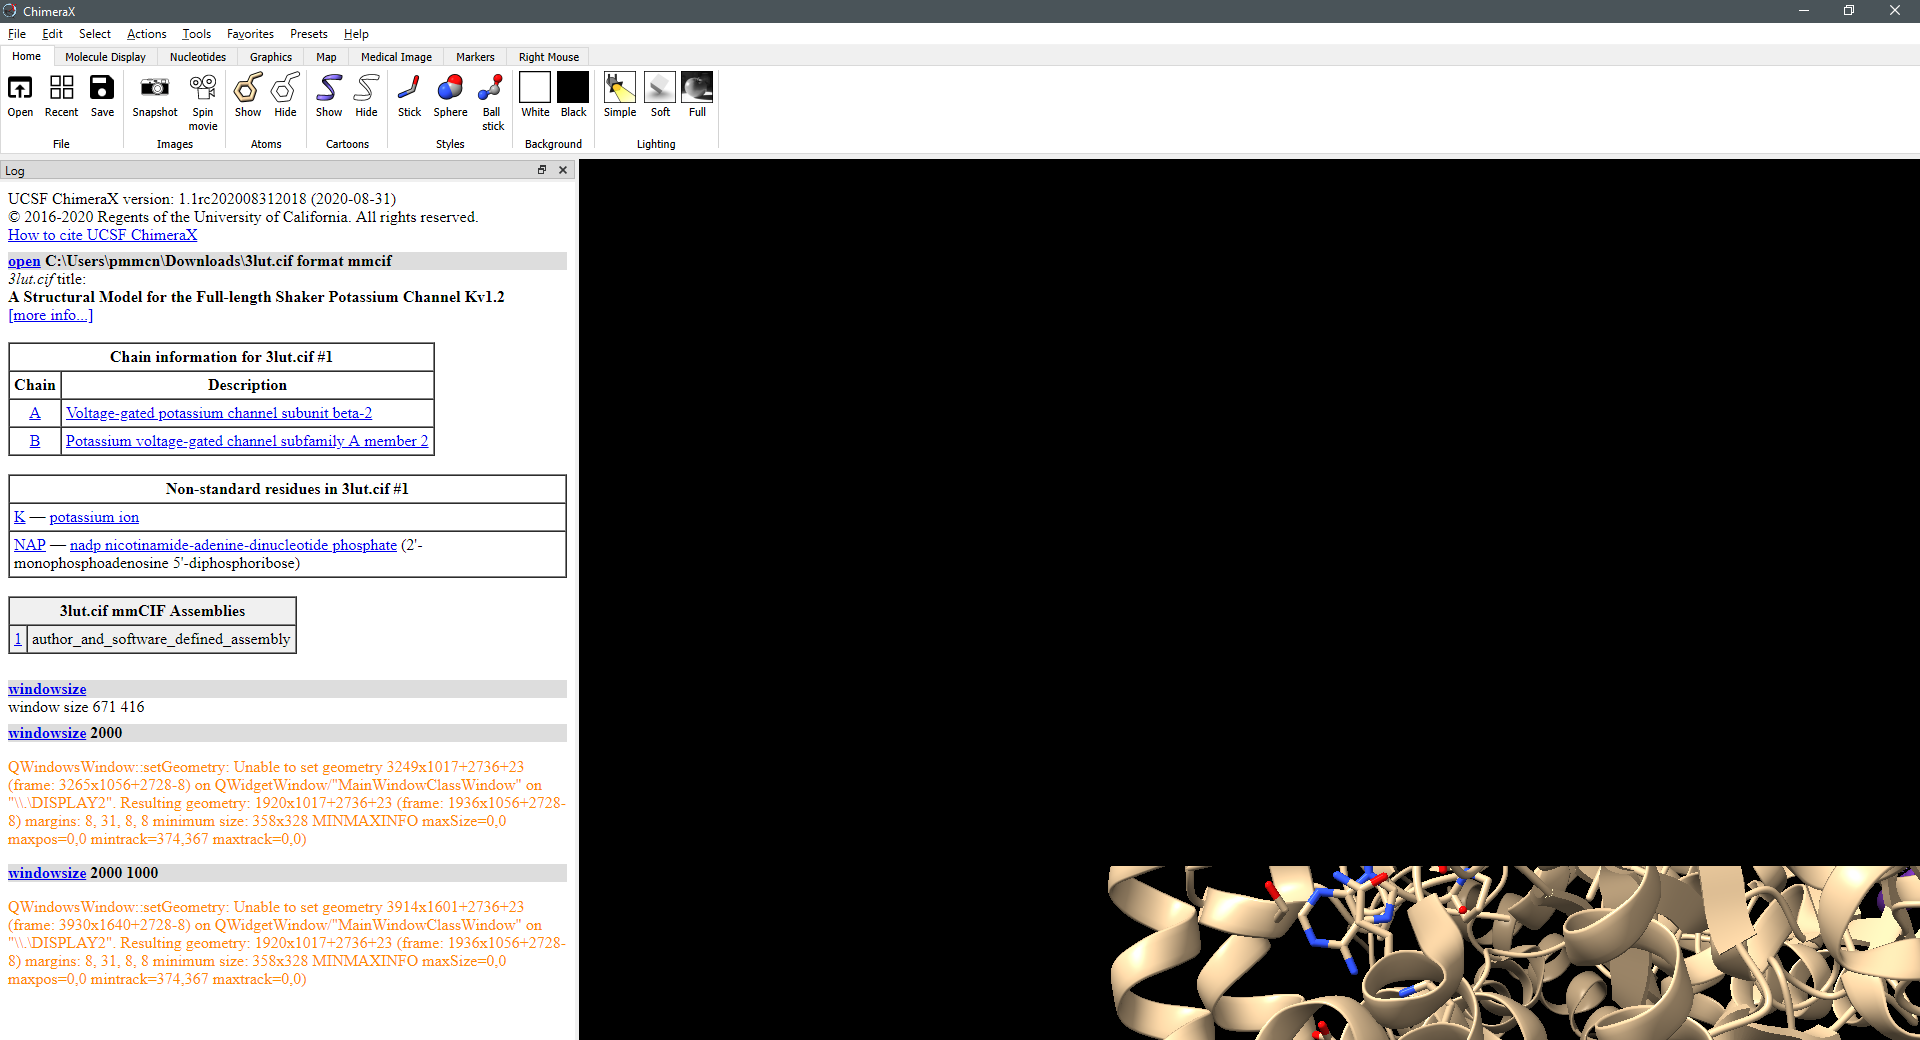 ChimeraX
File Edit Select Actions Tools Favorites Presets Help
Home Molecule Display Nucleotides Graphics Map Medical Image Markers Right Mouse
Open Recent Save Snapshot Spin movie Show Hide Show Hide Stick Sphere Ball stick White Black Simple Soft Full
File Images Atoms Cartoons Styles Background Lighting
Log
UCSF ChimeraX version: 1.1rc202008312018 (2020-08-31)
© 2016-2020 Regents of the University of California. All rights reserved.
How to cite UCSF ChimeraX
open C:\Users\pmmcn\Downloads\3lut.cif format mmcif
3lut.cif title:
A Structural Model for the Full-length Shaker Potassium Channel Kv1.2
[more info...]
Chain information for 3lut.cif #1
Chain Description
A Voltage-gated potassium channel subunit beta-2
B Potassium voltage-gated channel subfamily A member 2
Non-standard residues in 3lut.cif #1
K — potassium ion
NAP — nadp nicotinamide-adenine-dinucleotide phosphate (2'-
monophosphoadenosine 5'-diphosphoribose)
3lut.cif mmCIF Assemblies
1 author_and_software_defined_assembly
windowsize
window size 671 416
windowsize 2000
QWindowsWindow::setGeometry: Unable to set geometry 3249x1017+2736+23
(frame: 3265x1056+2728-8) on QWidgetWindow/"MainWindowClassWindow" on
"\\.\DISPLAY2". Resulting geometry: 1920x1017+2736+23 (frame: 1936x1056+2728-
8) margins: 8, 31, 8, 8 minimum size: 358x328 MINMAXINFO maxSize=0,0
maxpos=0,0 mintrack=374,367 maxtrack=0,0)
windowsize 2000 1000
QWindowsWindow::setGeometry: Unable to set geometry 3914x1601+2736+23
(frame: 3930x1640+2728-8) on QWidgetWindow/"MainWindowClassWindow" on
"\\.\DISPLAY2". Resulting geometry: 1920x1017+2736+23 (frame: 1936x1056+2728-
8) margins: 8, 31, 8, 8 minimum size: 358x328 MINMAXINFO maxSize=0,0
maxpos=0,0 mintrack=374,367 maxtrack=0,0)